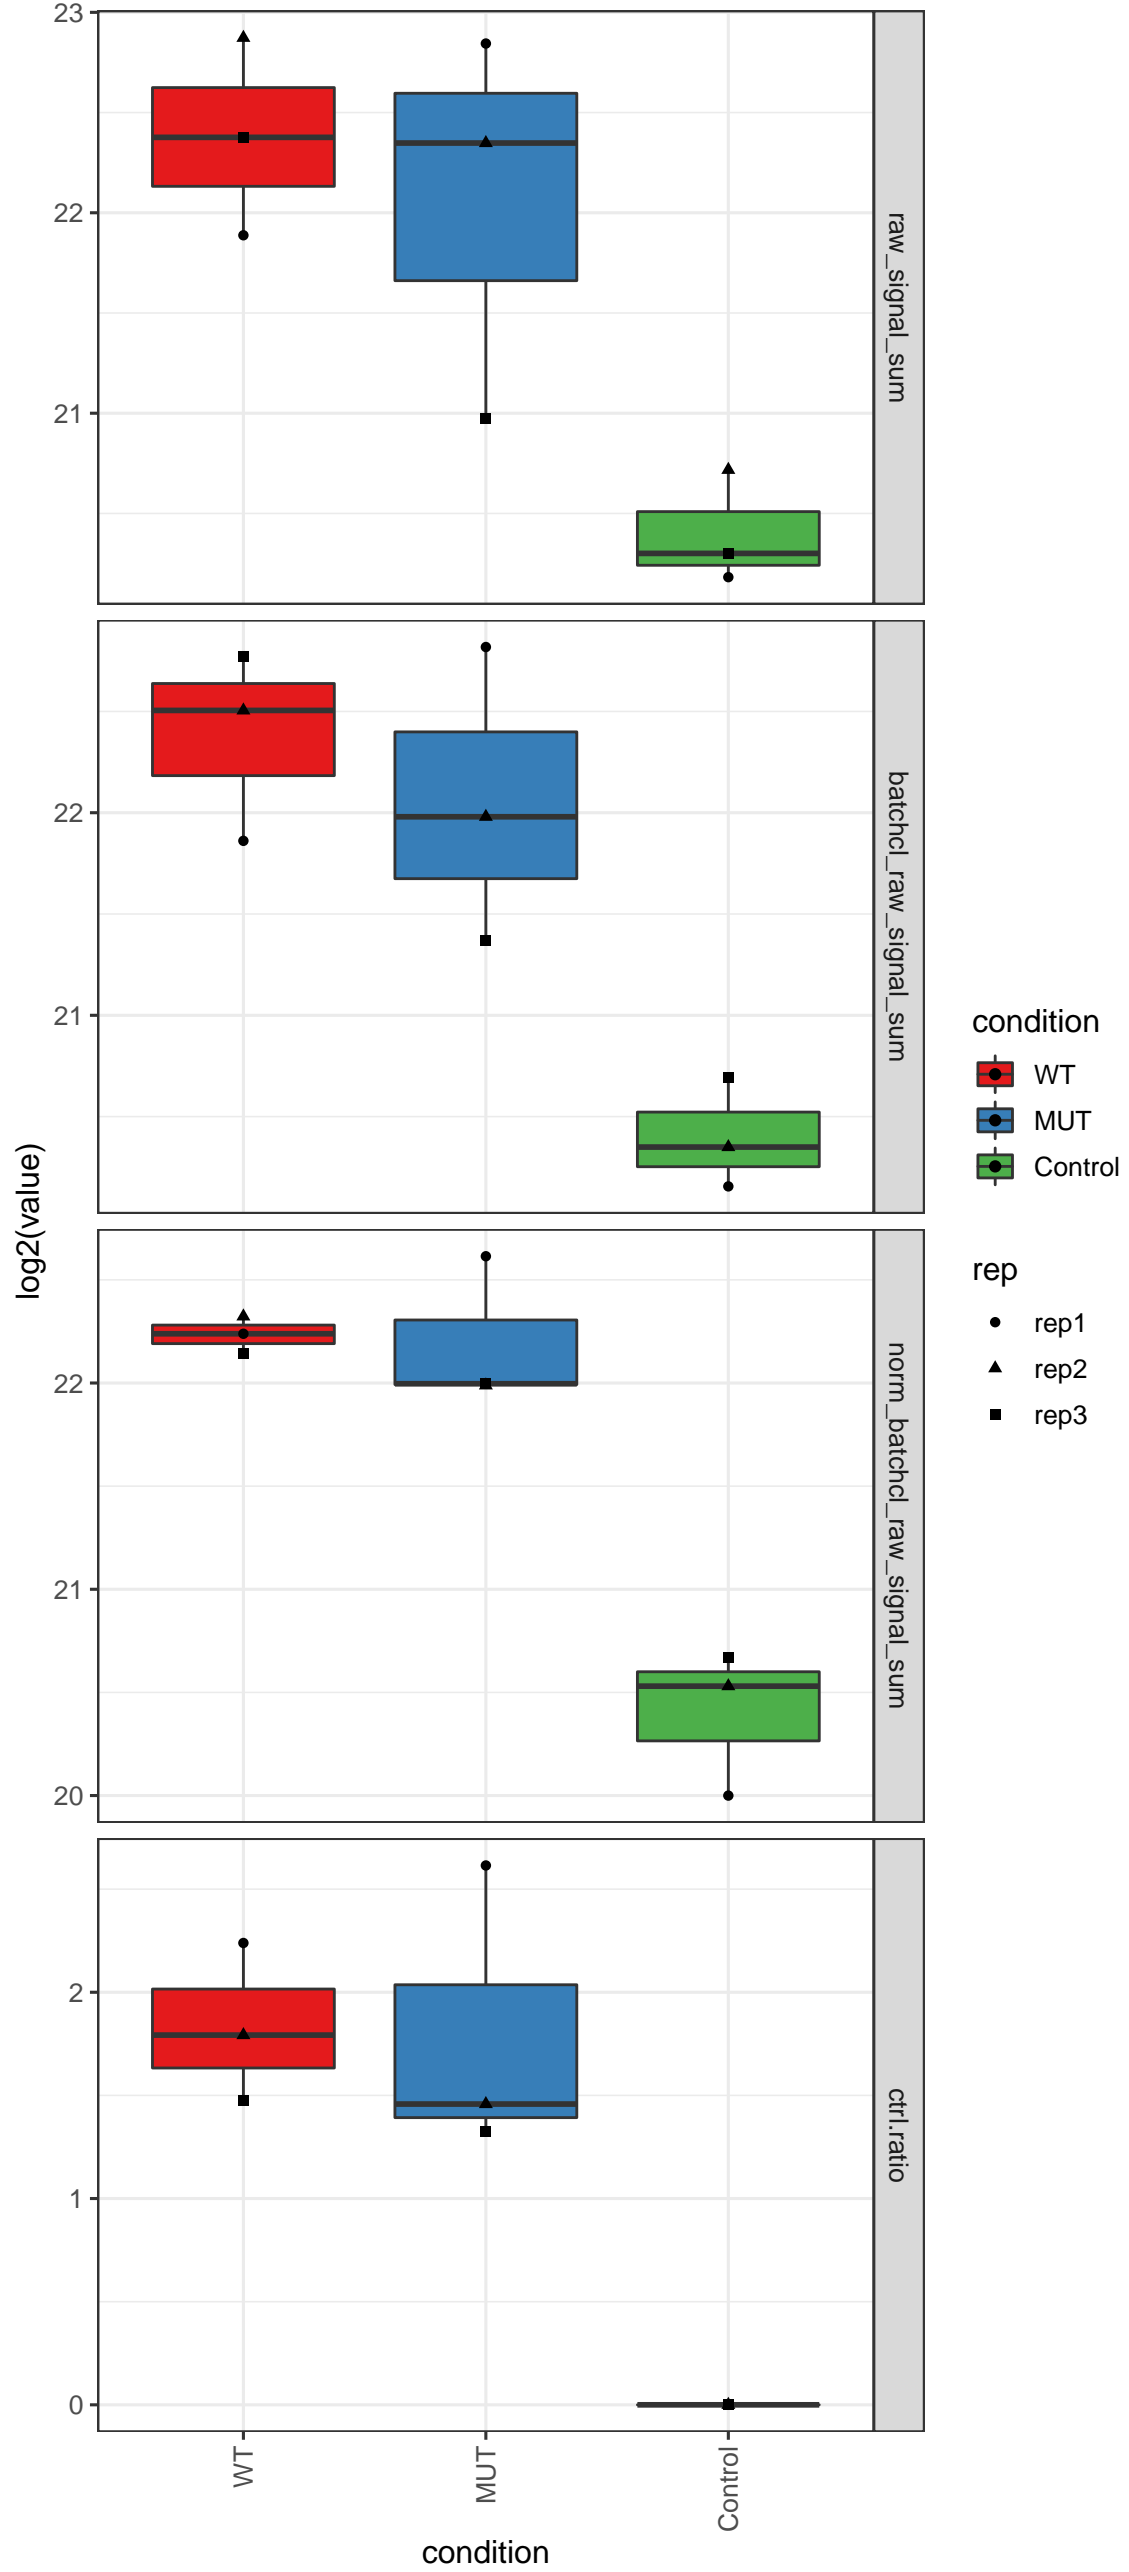 23
22
21
raw_signal_sum
22
21
batchcl_raw_signal_sum
log2(value)
22
21
20
norm_batchcl_raw_signal_sum
2
1
0
ctrl.ratio
WT
MUT
Control
condition
condition
WT
MUT
Control
rep
rep1
rep2
rep3